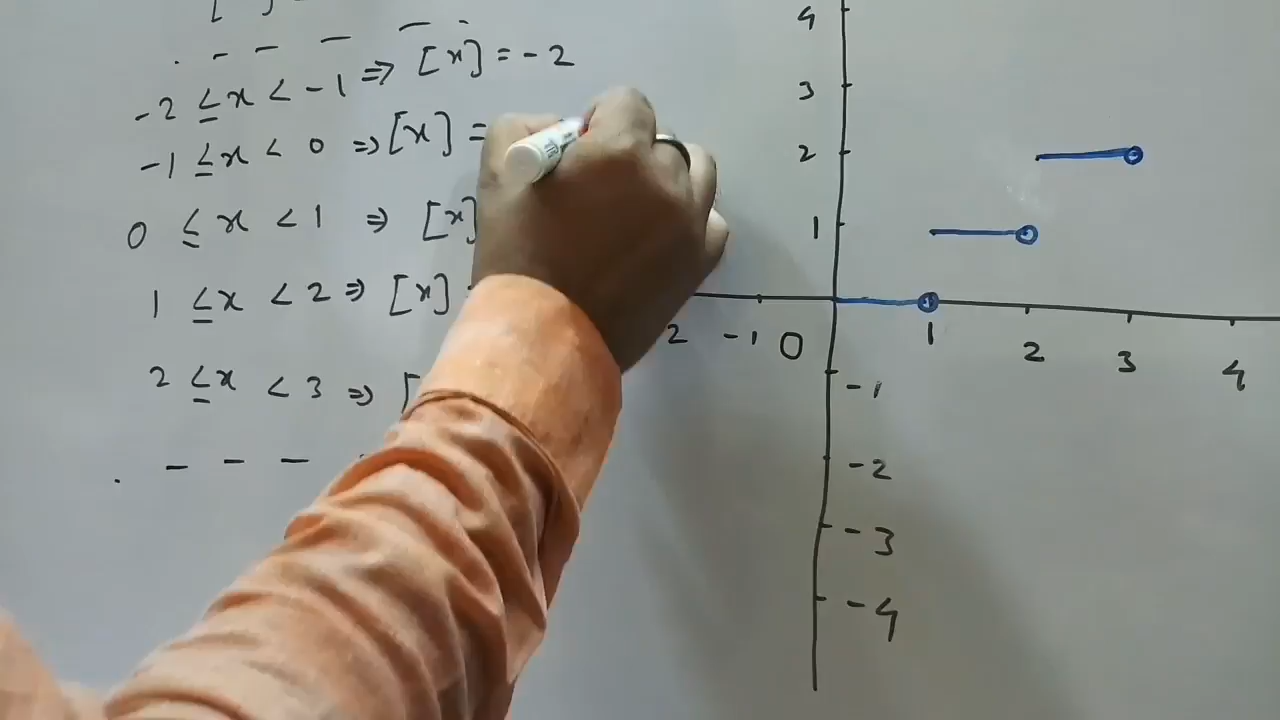 [ ]
- - - -
-2 ≤ x < -1 ⇒ [x] = -2
-1 ≤ x < 0 ⇒ [x] =
0 ≤ x < 1 ⇒ [x]
1 ≤ x < 2 ⇒ [x]
2 ≤ x < 3 ⇒ [
- - -
4
3
2
1
2 -1 0 1 2 3 4
-1
-2
-3
-4